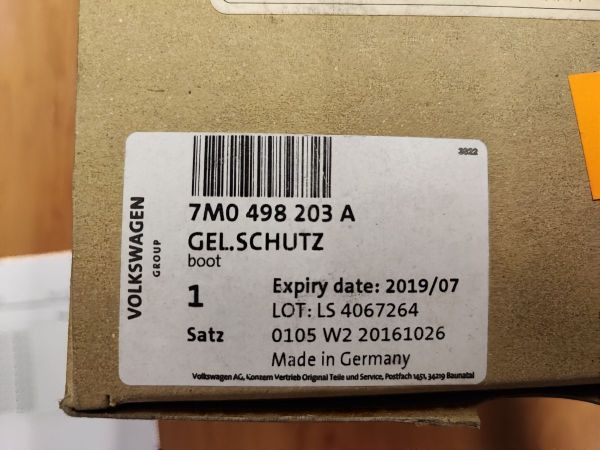 3822
7M0 498 203 A
GEL.SCHUTZ
boot
VOLKSWAGEN
GROUP
1
Expiry date: 2019/07
LOT: LS 4067264
Satz
0105 W2 20161026
Made in Germany
Volkswagen AG, Konzern Vertrieb Original Teile und Service, Postfach 1451, 34219 Baunatal